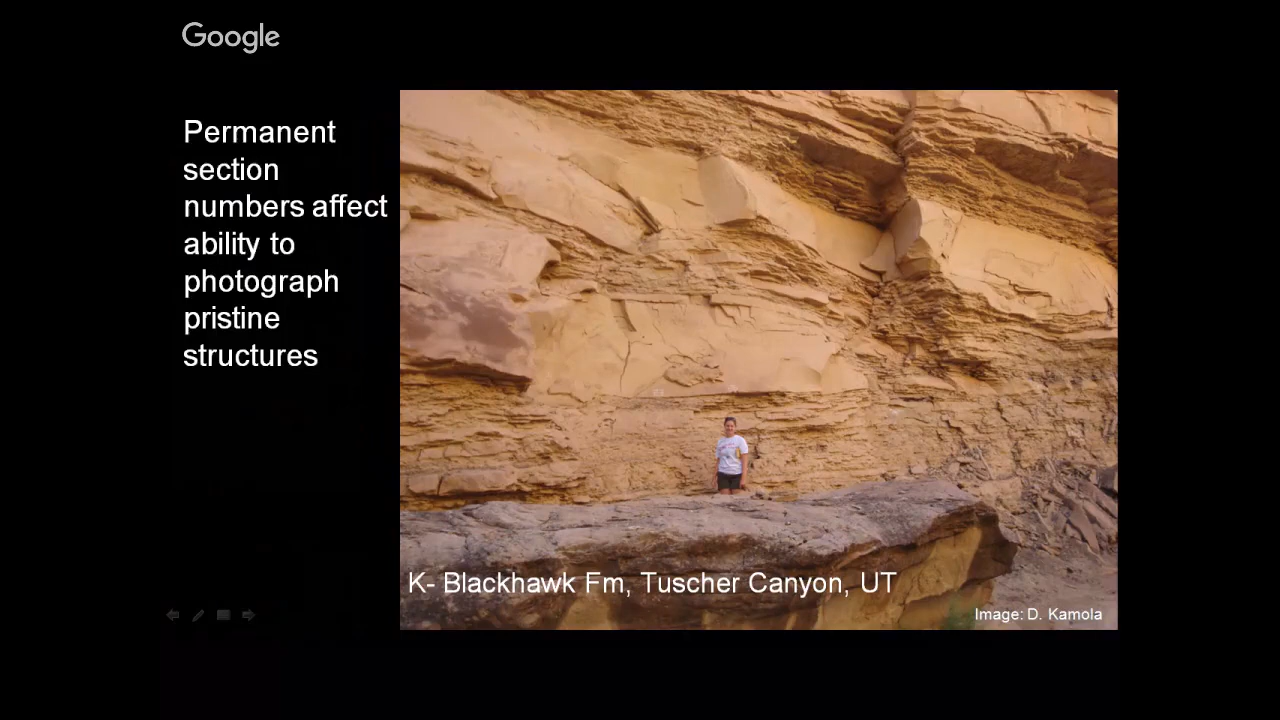 Google
Permanent
section
numbers affect
ability to
photograph
pristine
structures
K- Blackhawk Fm, Tuscher Canyon, UT
Image: D. Kamola